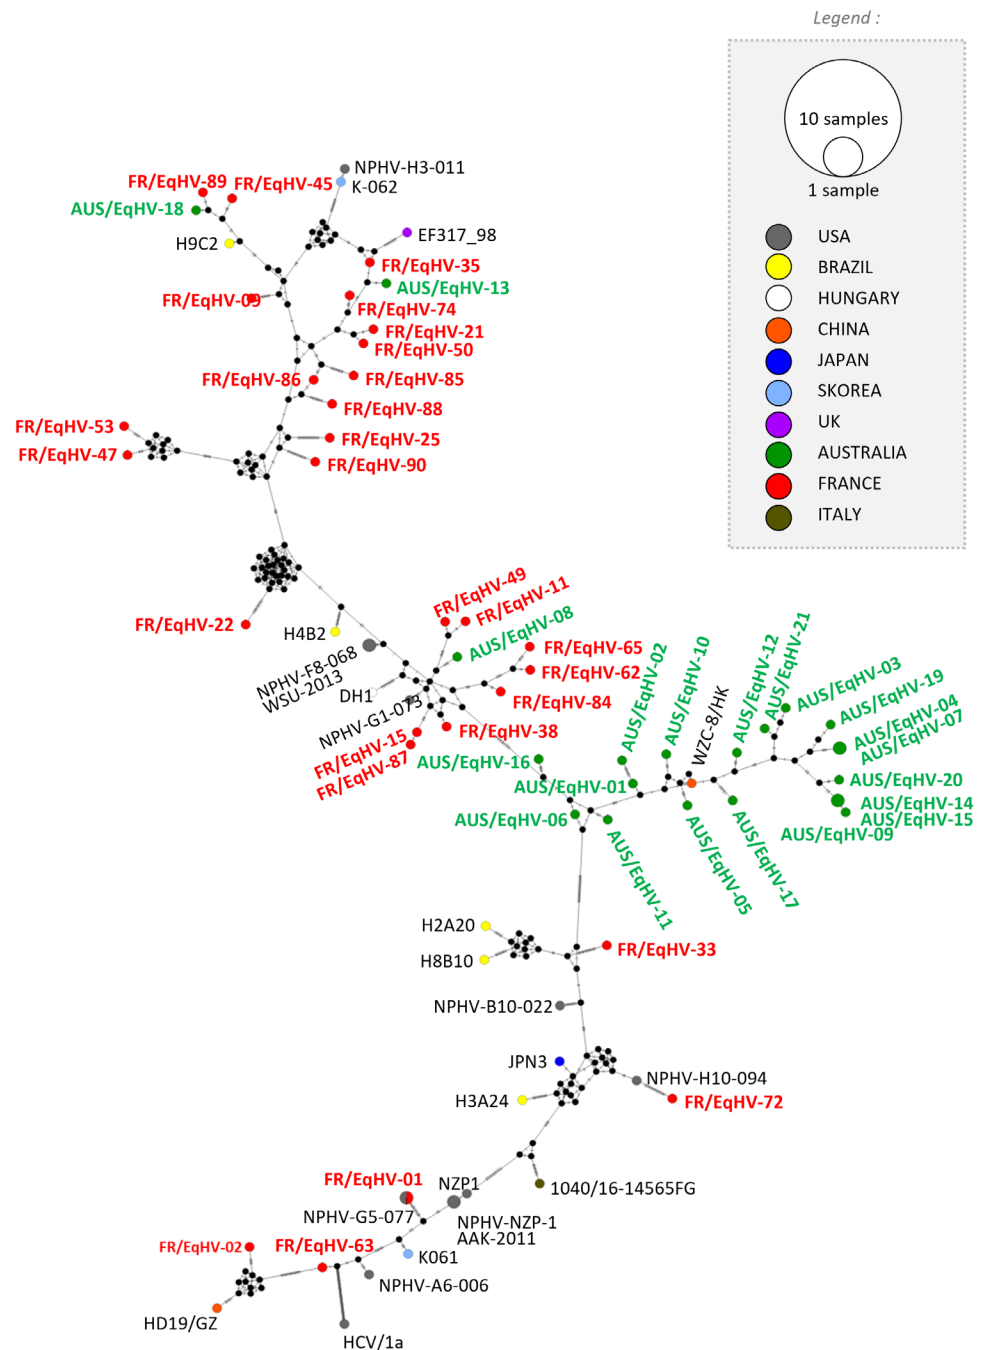 Legend :
10 samples
1 sample
USA
BRAZIL
HUNGARY
CHINA
JAPAN
SKOREA
UK
AUSTRALIA
FRANCE
ITALY
NPHV-H3-011
K-062
FR/EqHV-89
FR/EqHV-45
AUS/EqHV-18
H9C2
EF317_98
FR/EqHV-35
AUS/EqHV-13
FR/EqHV-09
FR/EqHV-74
FR/EqHV-21
FR/EqHV-50
FR/EqHV-86
FR/EqHV-85
FR/EqHV-88
FR/EqHV-53
FR/EqHV-25
FR/EqHV-47
FR/EqHV-90
FR/EqHV-49
FR/EqHV-11
FR/EqHV-22
H4B2
AUS/EqHV-08
FR/EqHV-65
FR/EqHV-62
NPHV-F8-068
WSU-2013
DH1
FR/EqHV-84
NPHV-G1-073
FR/EqHV-38
FR/EqHV-15
FR/EqHV-87
AUS/EqHV-16
AUS/EqHV-02
AUS/EqHV-10
WZC-8/HK
AUS/EqHV-12
AUS/EqHV-21
AUS/EqHV-03
AUS/EqHV-19
AUS/EqHV-04
AUS/EqHV-07
AUS/EqHV-20
AUS/EqHV-01
AUS/EqHV-14
AUS/EqHV-15
AUS/EqHV-09
AUS/EqHV-06
AUS/EqHV-11
AUS/EqHV-05
AUS/EqHV-17
H2A20
FR/EqHV-33
H8B10
NPHV-B10-022
JPN3
NPHV-H10-094
H3A24
FR/EqHV-72
FR/EqHV-01
NZP1
1040/16-14565FG
NPHV-G5-077
NPHV-NZP-1
AAK-2011
FR/EqHV-02
FR/EqHV-63
K061
NPHV-A6-006
HD19/GZ
HCV/1a